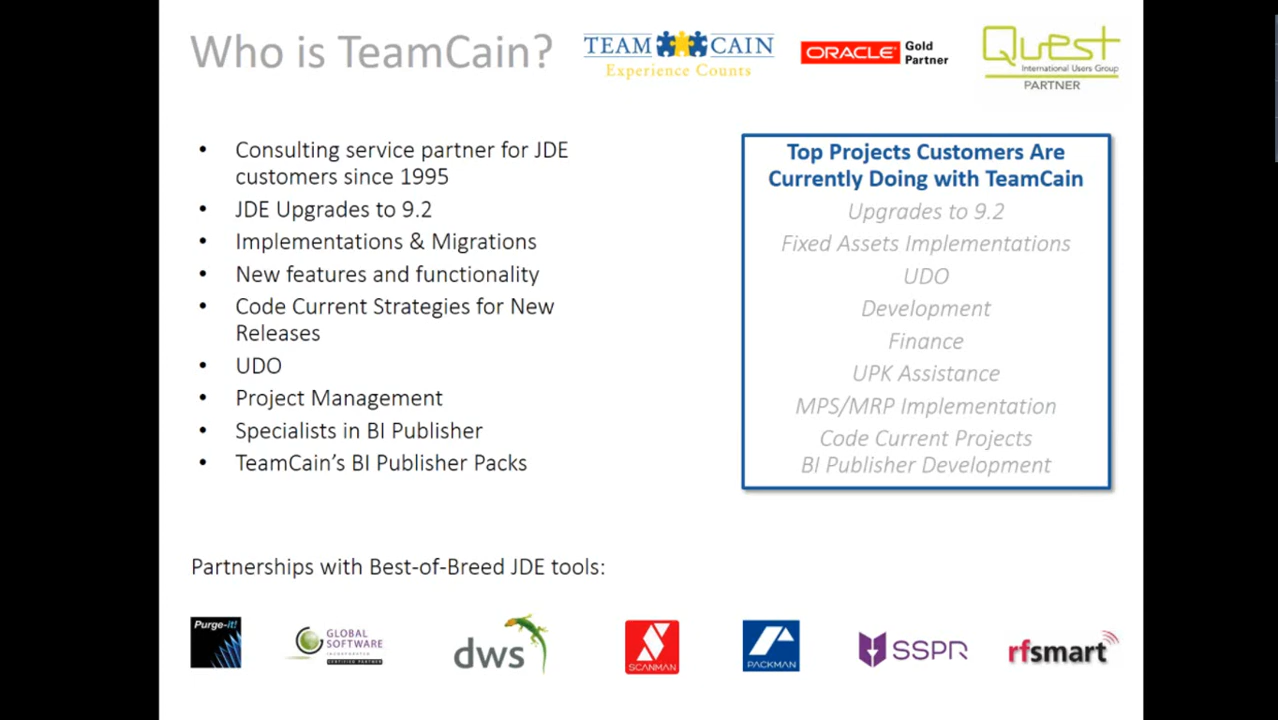 Who is TeamCain?
TEAM CAIN
Experience Counts
ORACLE Gold
Partner
Quest
International Users Group
PARTNER
• Consulting service partner for JDE
customers since 1995
• JDE Upgrades to 9.2
• Implementations & Migrations
• New features and functionality
• Code Current Strategies for New
Releases
• UDO
• Project Management
• Specialists in BI Publisher
• TeamCain’s BI Publisher Packs
Top Projects Customers Are
Currently Doing with TeamCain
Upgrades to 9.2
Fixed Assets Implementations
UDO
Development
Finance
UPK Assistance
MPS/MRP Implementation
Code Current Projects
BI Publisher Development
Partnerships with Best-of-Breed JDE tools:
Purge-it!
GLOBAL
SOFTWARE
INCORPORATED
CERTIFIED PARTNER
dws
SCANMAN
PACKMAN
SSPR
rfsmart